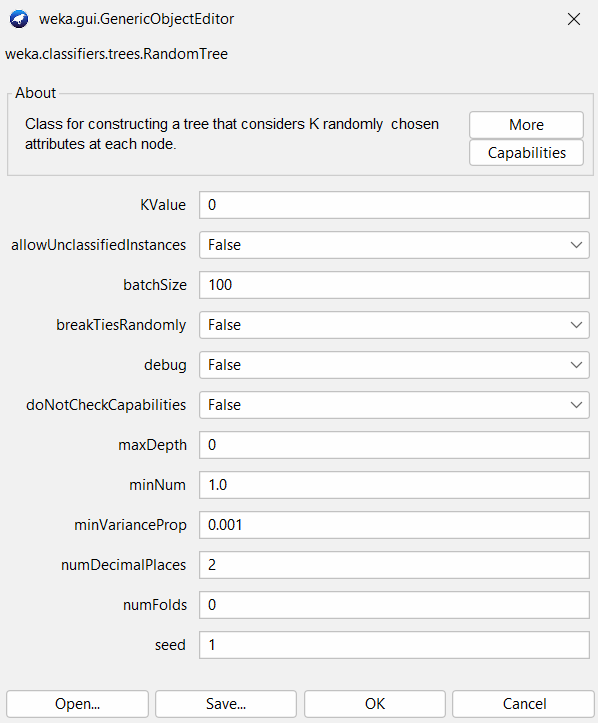 weka.gui.GenericObjectEditor
weka.classifiers.trees.RandomTree
About
Class for constructing a tree that considers K randomly  chosen
attributes at each node.
More
Capabilities
KValue 0
allowUnclassifiedInstances False
batchSize 100
breakTiesRandomly False
debug False
doNotCheckCapabilities False
maxDepth 0
minNum 1.0
minVarianceProp 0.001
numDecimalPlaces 2
numFolds 0
seed 1
Open... Save... OK Cancel